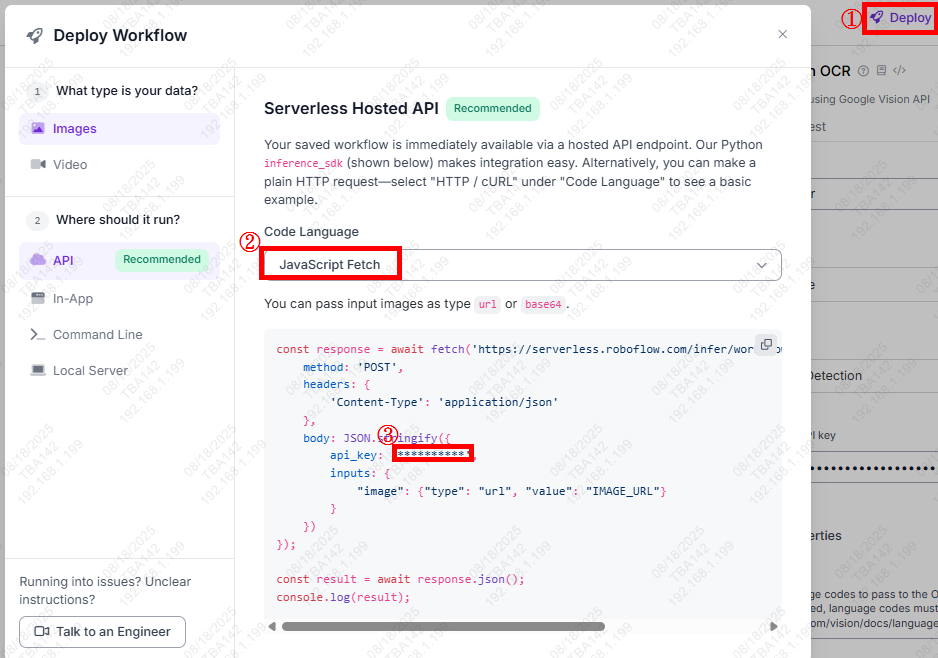 ① Deploy
Deploy Workflow
1 What type is your data?
Images
Video
2 Where should it run?
API Recommended
In-App
Command Line
Local Server
Running into issues? Unclear
instructions?
Talk to an Engineer
Serverless Hosted API Recommended
Your saved workflow is immediately available via a hosted API endpoint. Our Python
inference_sdk (shown below) makes integration easy. Alternatively, you can make a
plain HTTP request—select "HTTP / cURL" under "Code Language" to see a basic
example.
Code Language
② JavaScript Fetch
You can pass input images as type url or base64 .
const response = await fetch('https://serverless.roboflow.com/infer/wor
method: 'POST',
headers: {
'Content-Type': 'application/json'
},
body: JSON.stringify({
③
api_key: '**********',
inputs: {
"image": {"type": "url", "value": "IMAGE_URL"}
}
})
});
const result = await response.json();
console.log(result);
OCR
using Google Vision API
Detection
key
code to pass to the O
language codes must
om/vision/docs/language
08/18/2025
TBA142
192.168.1.199